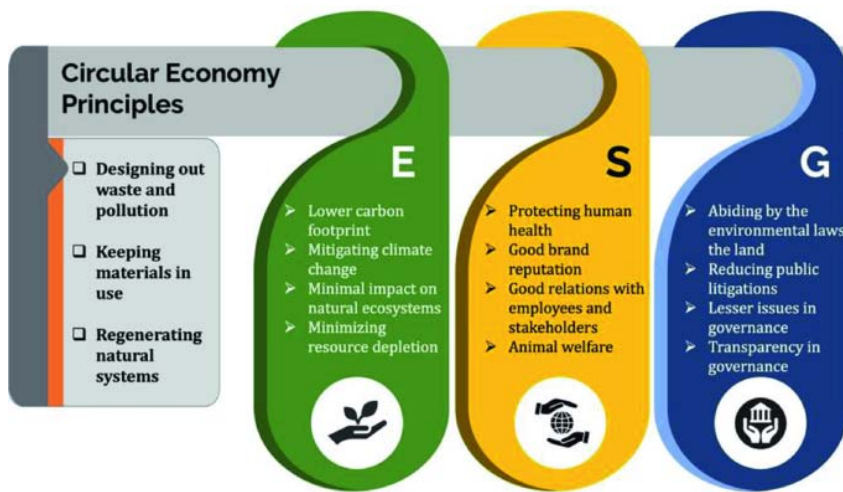 Circular Economy
Principles
❑ Designing out
waste and
pollution
❑ Keeping
materials in
use
❑ Regenerating
natural
systems
E
➢ Lower carbon
footprint
➢ Mitigating climate
change
➢ Minimal impact on
natural ecosystems
➢ Minimizing
resource depletion
S
➢ Protecting human
health
➢ Good brand
reputation
➢ Good relations with
employees and
stakeholders
➢ Animal welfare
G
➢ Abiding by the
environmental laws
the land
➢ Reducing public
litigations
➢ Lesser issues in
governance
➢ Transparency in
governance